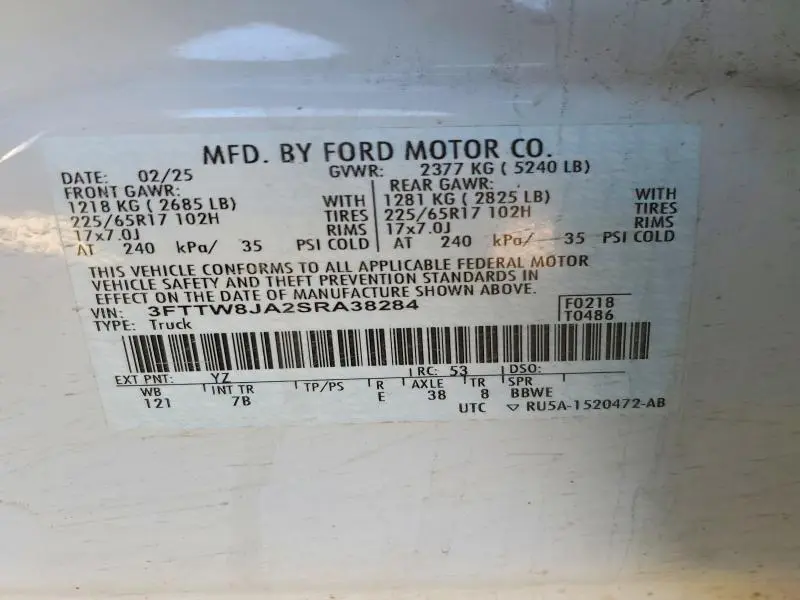 MFD. BY FORD MOTOR CO.
DATE: 02/25 GVWR: 2377 KG ( 5240 LB)
FRONT GAWR: REAR GAWR:
1218 KG ( 2685 LB) WITH 1281 KG ( 2825 LB) WITH
225/65R17 102H TIRES 225/65R17 102H TIRES
17x7.0J RIMS 17x7.0J RIMS
AT 240 kPa/ 35 PSI COLD AT 240 kPa/ 35 PSI COLD
THIS VEHICLE CONFORMS TO ALL APPLICABLE FEDERAL MOTOR
VEHICLE SAFETY AND THEFT PREVENTION STANDARDS IN
EFFECT ON THE DATE OF MANUFACTURE SHOWN ABOVE.
VIN: 3FTTW8JA2SRA38284 F0218
TYPE: Truck T0486
EXT PNT: YZ RC: 53 DSO:
WB INT TR TP/PS R AXLE TR SPR
121 7B E 38 8 BBWE
UTC ▽ RU5A-1520472-AB